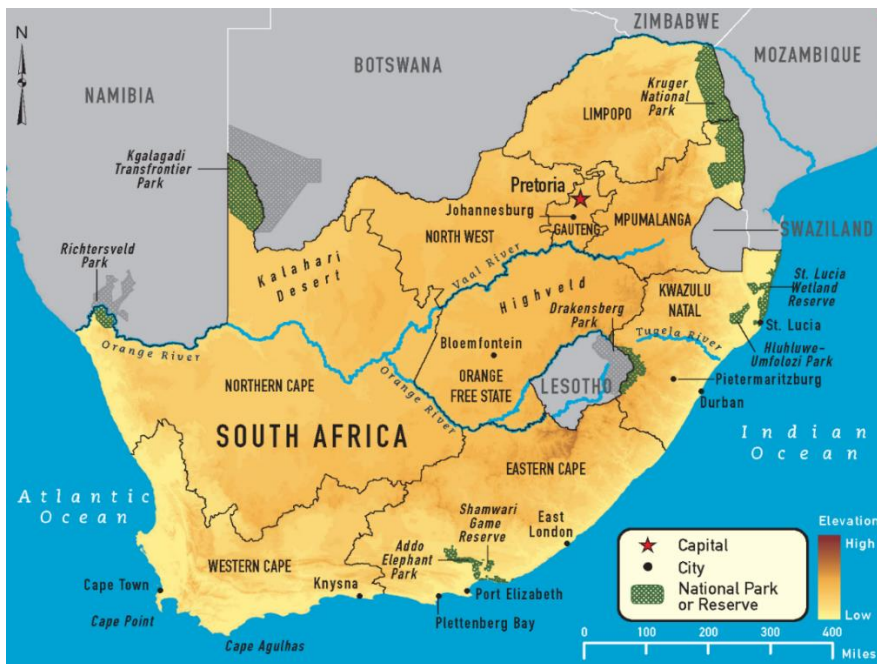 N
ZIMBABWE
MOZAMBIQUE
BOTSWANA
NAMIBIA
Kruger
National
Park
LIMPOPO
Kgalagadi
Transfrontier
Park
Pretoria
Johannesburg
GAUTENG
MPUMALANGA
SWAZILAND
NORTH WEST
Richtersveld
Park
Kalahari
Desert
Vaal River
Highveld
Drakensberg
Park
KWAZULU
NATAL
St. Lucia
Wetland
Reserve
St. Lucia
Tugela River
Hluhluwe-
Umfolozi Park
Orange River
Bloemfontein
Orange River
ORANGE
FREE STATE
LESOTHO
Pietermaritzburg
Durban
NORTHERN CAPE
SOUTH AFRICA
Indian
Ocean
EASTERN CAPE
Atlantic
Ocean
Shamwari
Game
Reserve
East
London
Addo
Elephant
Park
WESTERN CAPE
Cape Town
Knysna
Port Elizabeth
Cape Point
Plettenberg Bay
Cape Agulhas
Capital
City
National Park
or Reserve
Elevation
High
Low
0 100 200 300 400
Miles